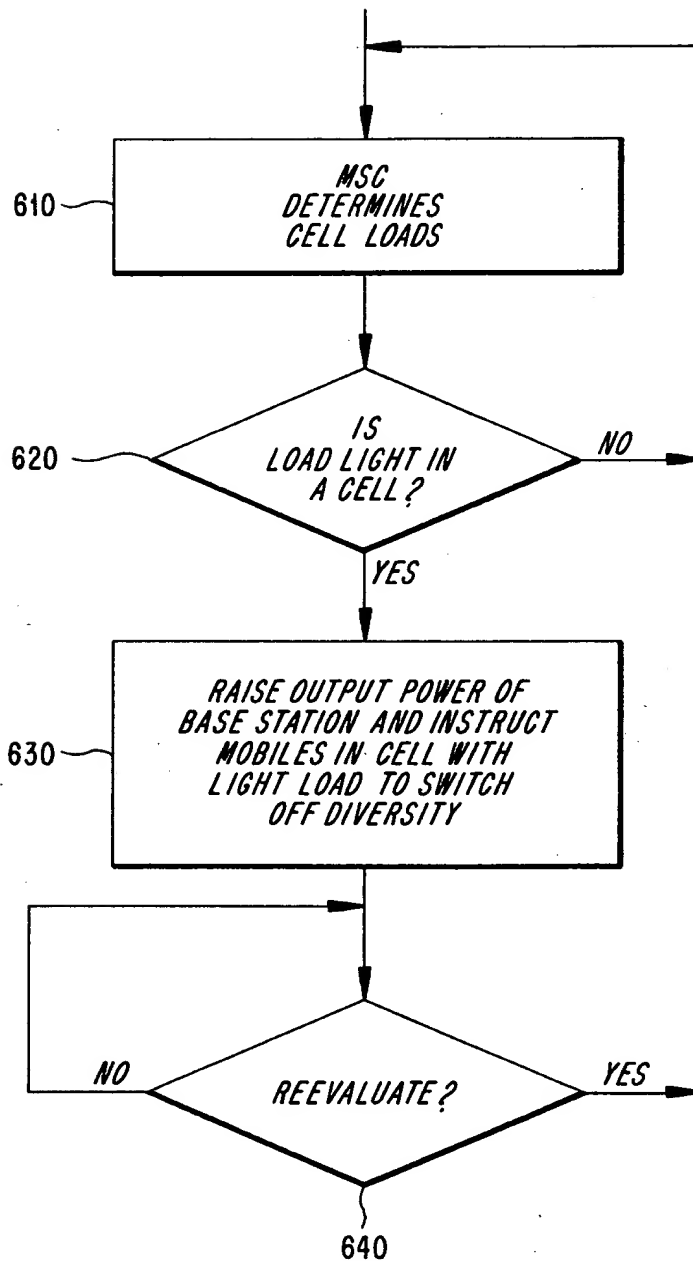 610
MSC
DETERMINES
CELL LOADS
620
IS
LOAD LIGHT IN
A CELL?
NO
YES
630
RAISE OUTPUT POWER OF
BASE STATION AND INSTRUCT
MOBILES IN CELL WITH
LIGHT LOAD TO SWITCH
OFF DIVERSITY
NO
REEVALUATE?
YES
640